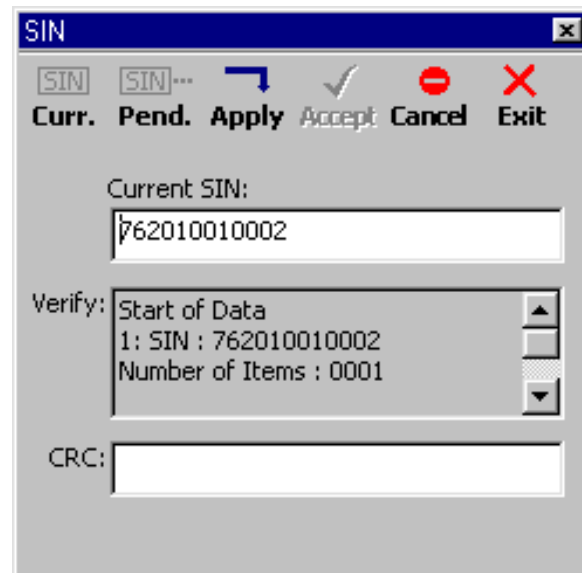 SIN
SIN SIN...
Curr. Pend. Apply Accept Cancel Exit
Current SIN:
762010010002
Verify: Start of Data
1: SIN : 762010010002
Number of Items : 0001
CRC: